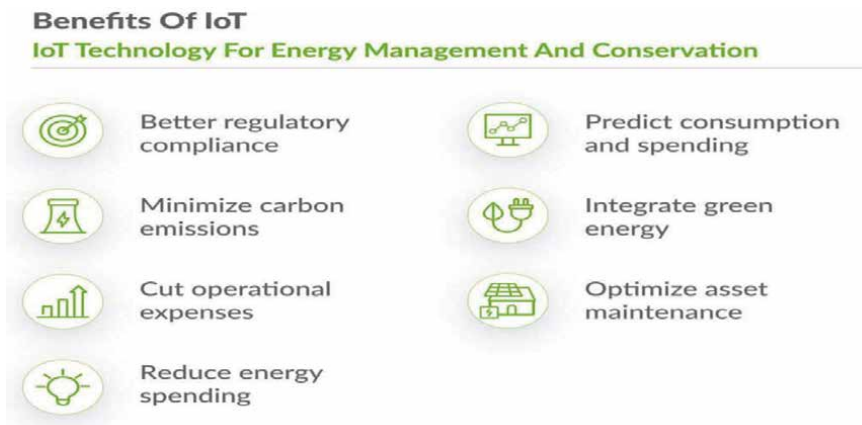 Benefits Of IoT
IoT Technology For Energy Management And Conservation
Better regulatory
compliance
Minimize carbon
emissions
Cut operational
expenses
Reduce energy
spending
Predict consumption
and spending
Integrate green
energy
Optimize asset
maintenance